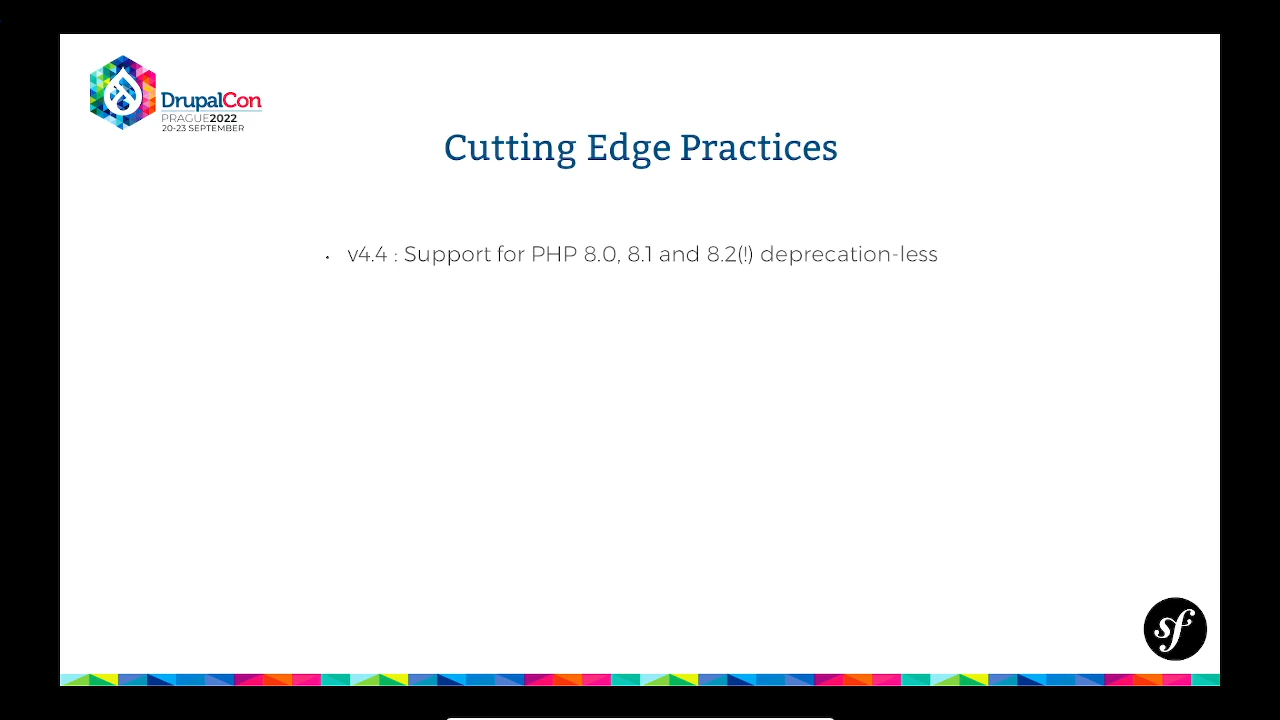 DrupalCon
PRAGUE2022
20-23 SEPTEMBER
Cutting Edge Practices
• v4.4 : Support for PHP 8.0, 8.1 and 8.2(!) deprecation-less
sf